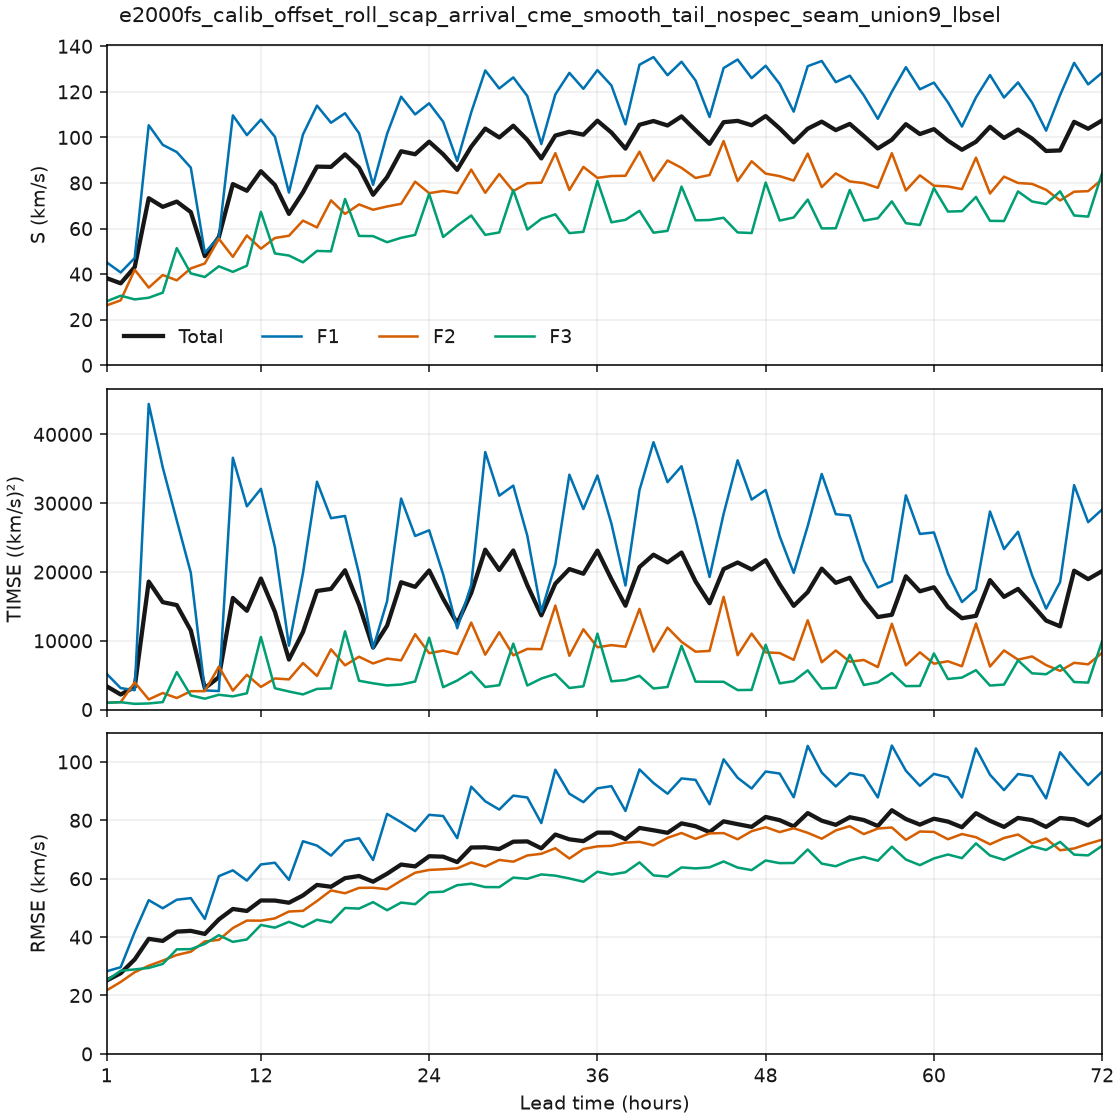 e2000fs_calib_offset_roll_scap_arrival_cme_smooth_tail_nospec_seam_union9_lbsel
S (km/s)
140
120
100
80
60
40
20
0
Total F1 F2 F3
TIMSE ((km/s)²)
40000
30000
20000
10000
0
RMSE (km/s)
100
80
60
40
20
0
1 12 24 36 48 60 72
Lead time (hours)